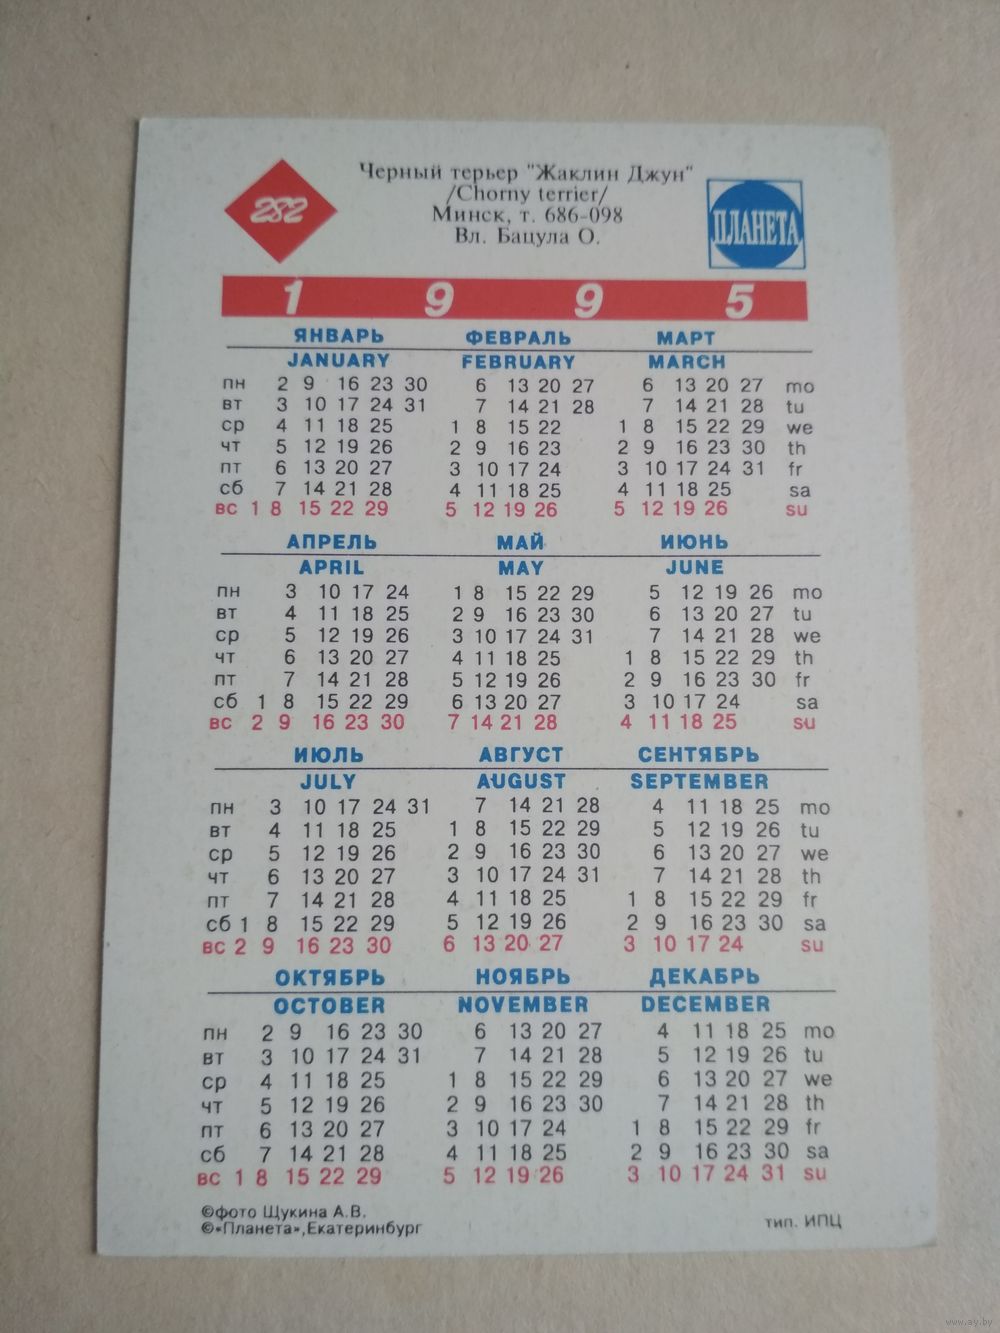 282
Черный терьер "Жаклин Джун"
/Chorny terrier/
Минск, т. 686-098
Вл. Бацула О.
ПЛАНЕТА
1 9 9 5
ЯНВАРЬ ФЕВРАЛЬ МАРТ
JANUARY FEBRUARY MARCH
пн 2 9 16 23 30 6 13 20 27 6 13 20 27 mo
вт 3 10 17 24 31 7 14 21 28 7 14 21 28 tu
ср 4 11 18 25 1 8 15 22 1 8 15 22 29 we
чт 5 12 19 26 2 9 16 23 2 9 16 23 30 th
пт 6 13 20 27 3 10 17 24 3 10 17 24 31 fr
сб 7 14 21 28 4 11 18 25 4 11 18 25 sa
вс 1 8 15 22 29 5 12 19 26 5 12 19 26 su
АПРЕЛЬ МАЙ ИЮНЬ
APRIL MAY JUNE
пн 3 10 17 24 1 8 15 22 29 5 12 19 26 mo
вт 4 11 18 25 2 9 16 23 30 6 13 20 27 tu
ср 5 12 19 26 3 10 17 24 31 7 14 21 28 we
чт 6 13 20 27 4 11 18 25 1 8 15 22 29 th
пт 7 14 21 28 5 12 19 26 2 9 16 23 30 fr
сб 1 8 15 22 29 6 13 20 27 3 10 17 24 sa
вс 2 9 16 23 30 7 14 21 28 4 11 18 25 su
ИЮЛЬ АВГУСТ СЕНТЯБРЬ
JULY AUGUST SEPTEMBER
пн 3 10 17 24 31 7 14 21 28 4 11 18 25 mo
вт 4 11 18 25 1 8 15 22 29 5 12 19 26 tu
ср 5 12 19 26 2 9 16 23 30 6 13 20 27 we
чт 6 13 20 27 3 10 17 24 31 7 14 21 28 th
пт 7 14 21 28 4 11 18 25 1 8 15 22 29 fr
сб 1 8 15 22 29 5 12 19 26 2 9 16 23 30 sa
вс 2 9 16 23 30 6 13 20 27 3 10 17 24 su
ОКТЯБРЬ НОЯБРЬ ДЕКАБРЬ
OCTOBER NOVEMBER DECEMBER
пн 2 9 16 23 30 6 13 20 27 4 11 18 25 mo
вт 3 10 17 24 31 7 14 21 28 5 12 19 26 tu
ср 4 11 18 25 1 8 15 22 29 6 13 20 27 we
чт 5 12 19 26 2 9 16 23 30 7 14 21 28 th
пт 6 13 20 27 3 10 17 24 1 8 15 22 29 fr
сб 7 14 21 28 4 11 18 25 2 9 16 23 30 sa
вс 1 8 15 22 29 5 12 19 26 3 10 17 24 31 su
©фото Щукина А.В.
©«Планета»,Екатеринбург
тип. ИПЦ
www.ay.by